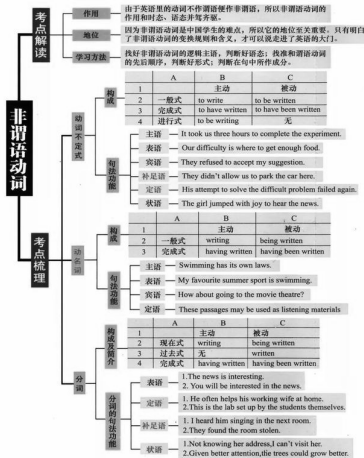 非谓语动词
考点解读
作用
由于英语里的动词不作谓语便作非谓语，所以非谓语动词的
作用和时态、语态并驾齐驱。
地位
因为非谓语动词是中国学生的难点，所以它的地位至关重要。只有明白
了非谓语动词的变换规则和含义，才可以说走进了英语的大门。
学习方法
找好非谓语动词的逻辑主语，判断好语态；找准和谓语动词
的先后顺序，判断好形式；判断在句中所作成分。
考点梳理
动词不定式
构成
A B C
1 主动 被动
2 一般式 to write to be written
3 完成式 to have written to have been written
4 进行式 to be writing 无
句法功能
主语 It took us three hours to complete the experiment.
表语 Our difficulty is where to get enough food.
宾语 They refused to accept my suggestion.
补足语 They didn't allow us to park the car here.
定语 His attempt to solve the difficult problem failed again.
状语 The girl jumped with joy to hear the news.
动名词
构成
A B C
1 主动 被动
2 一般式 writing being written
3 完成式 having written having been written
句法功能
主语 Swimming has its own laws.
表语 My favourite summer sport is swimming.
宾语 How about going to the movie theatre?
定语 These passages may be used as listening materials
分词
构成及简介
A B C
1 主动 被动
2 现在式 writing being written
3 过去式 无 written
4 完成式 having written having been written
分词的句法功能
表语 1.The news is interesting.
2. You will be interested in the news.
定语 1. He often helps his working wife at home.
2.This is the lab set up by the students themselves.
补足语 1. I heard him singing in the next room.
2.They found the room stolen.
状语 1.Not knowing her address,I can't visit her.
2.Given better attention,the trees could grow better.